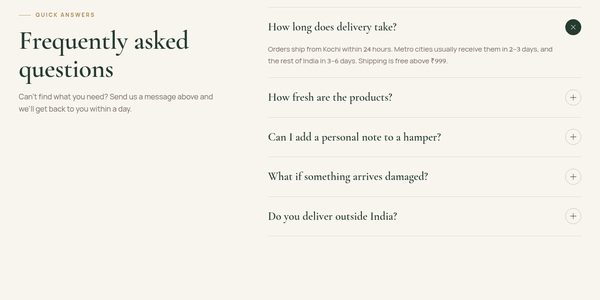 QUICK ANSWERS
Frequently asked
questions
Can't find what you need? Send us a message above and
we'll get back to you within a day.
How long does delivery take?
Orders ship from Kochi within 24 hours. Metro cities usually receive them in 2–3 days, and
the rest of India in 3–6 days. Shipping is free above ₹999.
How fresh are the products?
Can I add a personal note to a hamper?
What if something arrives damaged?
Do you deliver outside India?